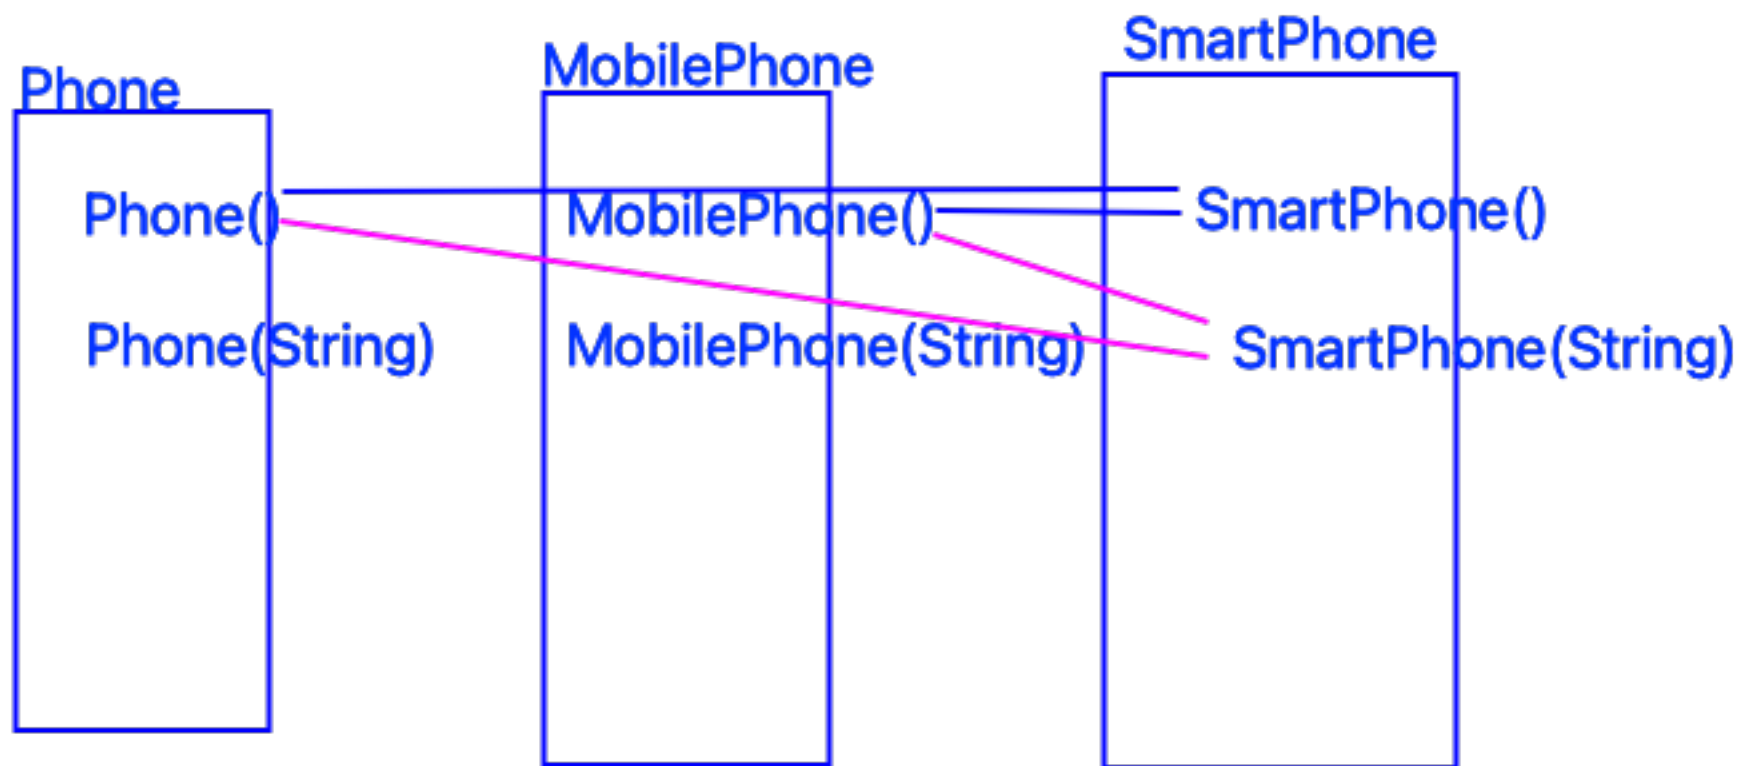 Phone
MobilePhone
SmartPhone
Phone()
MobilePhone()
SmartPhone()
Phone(String)
MobilePhone(String)
SmartPhone(String)